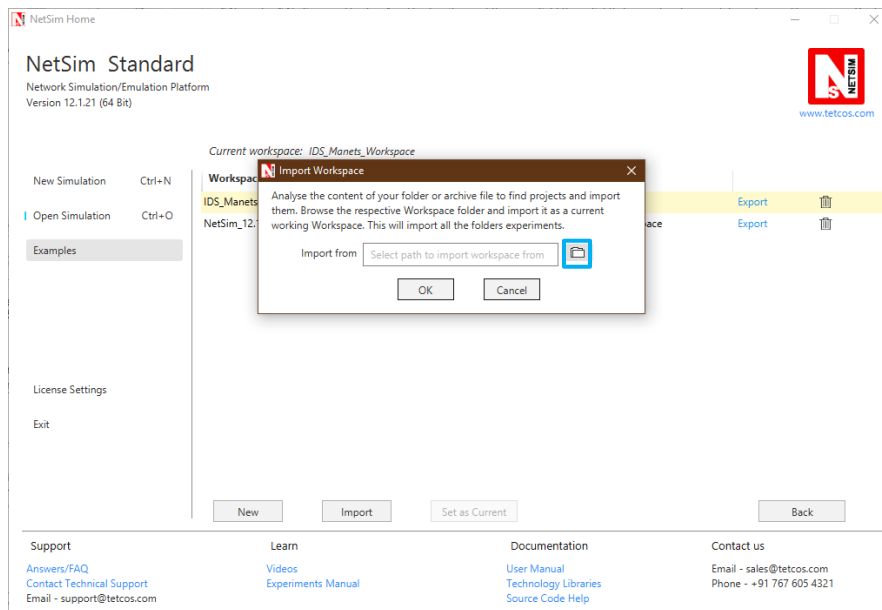 NetSim Home
NetSim Standard
Network Simulation/Emulation Platform
Version 12.1.21 (64 Bit)
NETSIM
NS
www.tetcos.com
Current workspace: IDS_Manets_Workspace
New Simulation Ctrl+N
Open Simulation Ctrl+O
Examples
License Settings
Exit
Workspac
IDS_Manets Export
NetSim_12. ace Export
Import Workspace
Analyse the content of your folder or archive file to find projects and import
them. Browse the respective Workspace folder and import it as a current
working Workspace. This will import all the folders experiments.
Import from Select path to import workspace from
OK Cancel
New Import Set as Current Back
Support Learn Documentation Contact us
Answers/FAQ Videos User Manual Email - sales@tetcos.com
Contact Technical Support Experiments Manual Technology Libraries Phone - +91 767 605 4321
Email - support@tetcos.com Source Code Help